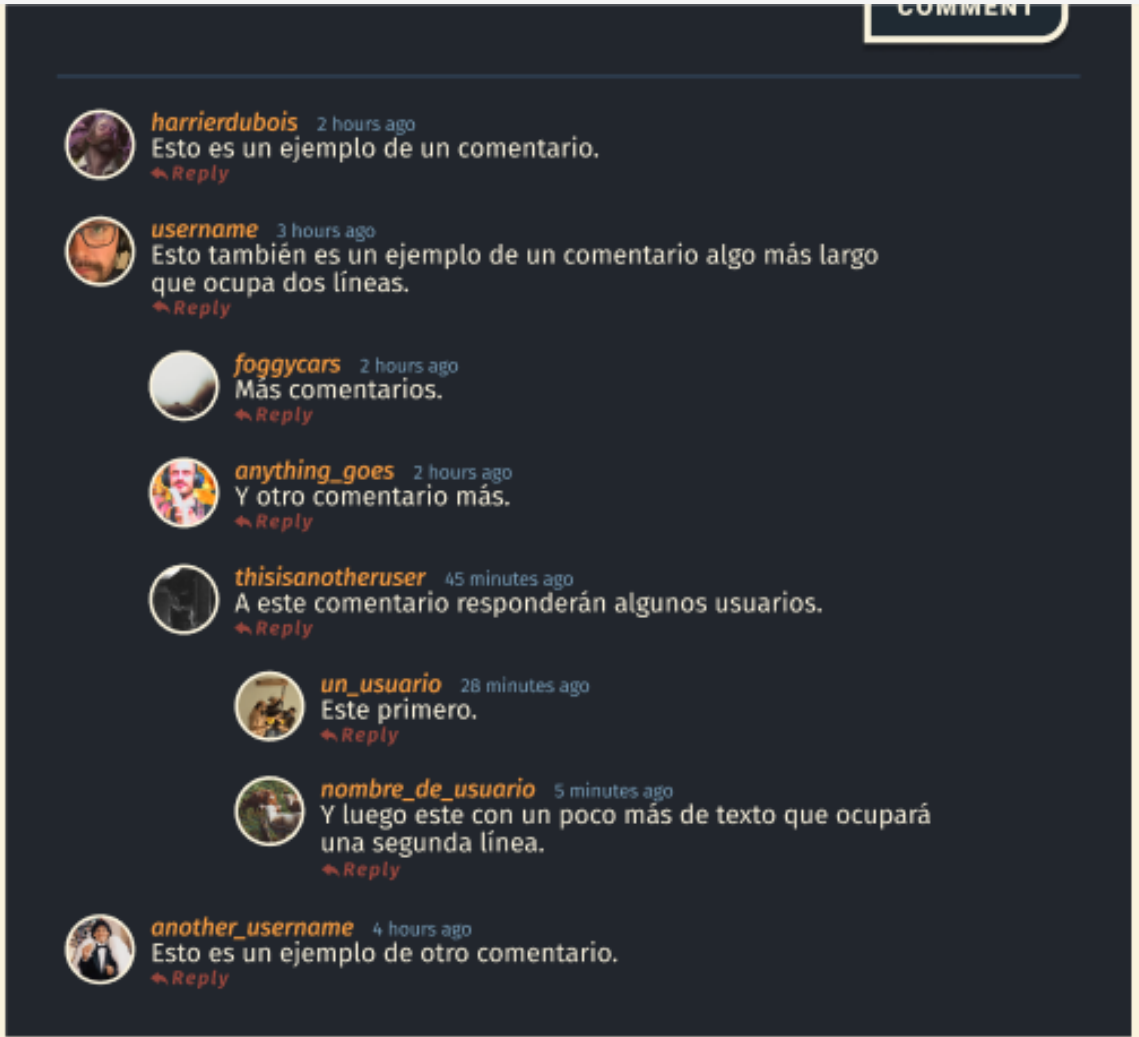 COMMENT
harrierdubois 2 hours ago
Esto es un ejemplo de un comentario.
Reply
username 3 hours ago
Esto también es un ejemplo de un comentario algo más largo
que ocupa dos líneas.
Reply
foggycars 2 hours ago
Más comentarios.
Reply
anything_goes 2 hours ago
Y otro comentario más.
Reply
thisisanotheruser 45 minutes ago
A este comentario responderán algunos usuarios.
Reply
un_usuario 28 minutes ago
Este primero.
Reply
nombre_de_usuario 5 minutes ago
Y luego este con un poco más de texto que ocupará
una segunda línea.
Reply
another_username 4 hours ago
Esto es un ejemplo de otro comentario.
Reply